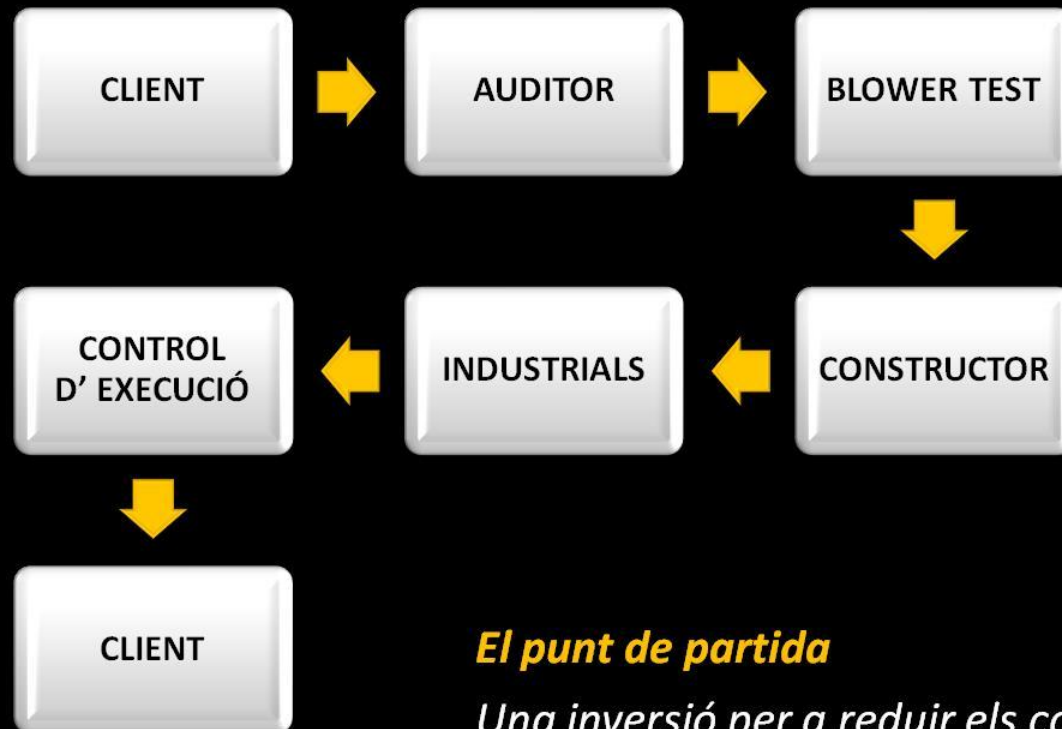 CLIENT
AUDITOR
BLOWER TEST
CONTROL
D' EXECUCIÓ
INDUSTRIALS
CONSTRUCTOR
CLIENT
El punt de partida
Una inversió per a reduir els